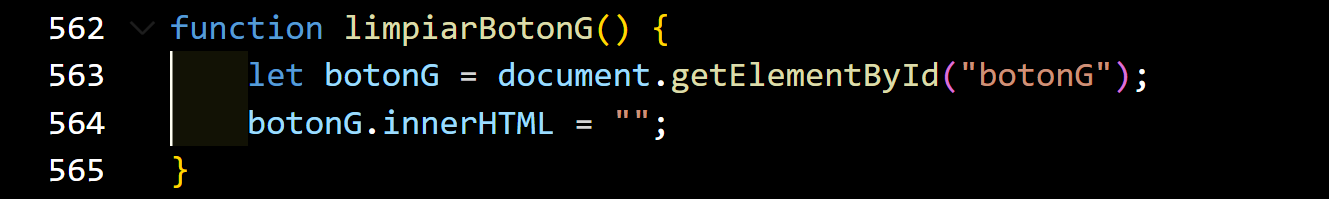 562 function limpiarBotonG() {
563 let botonG = document.getElementById("botonG");
564 botonG.innerHTML = "";
565 }